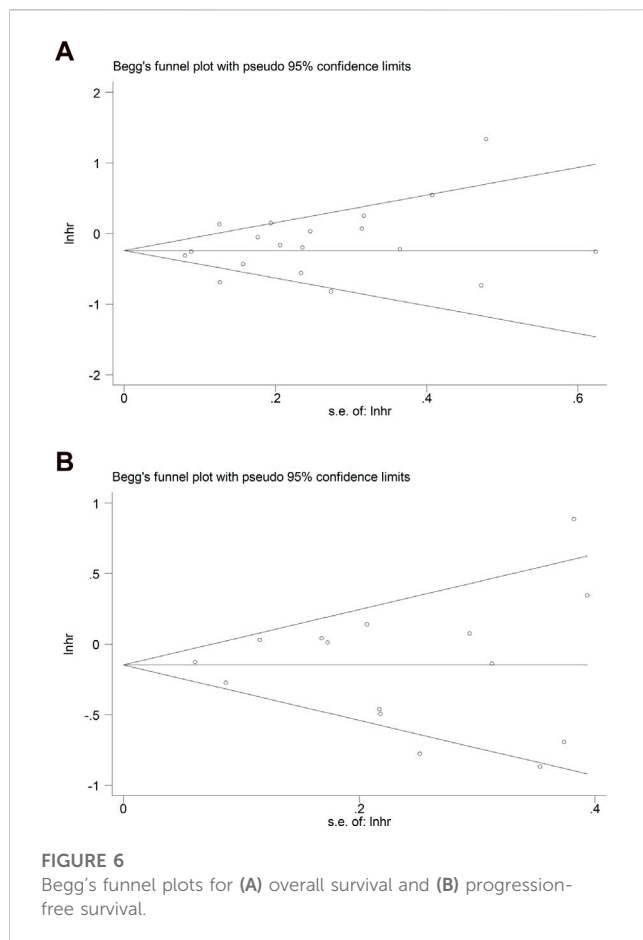 A
Begg's funnel plot with pseudo 95% confidence limits
2
1
0
-1
-2
lnhr
0
.2
.4
.6
s.e. of: lnhr
B
Begg's funnel plot with pseudo 95% confidence limits
1
.5
0
-.5
-1
lnhr
0
.2
.4
s.e. of: lnhr
FIGURE 6
Begg's funnel plots for (A) overall survival and (B) progression-
free survival.